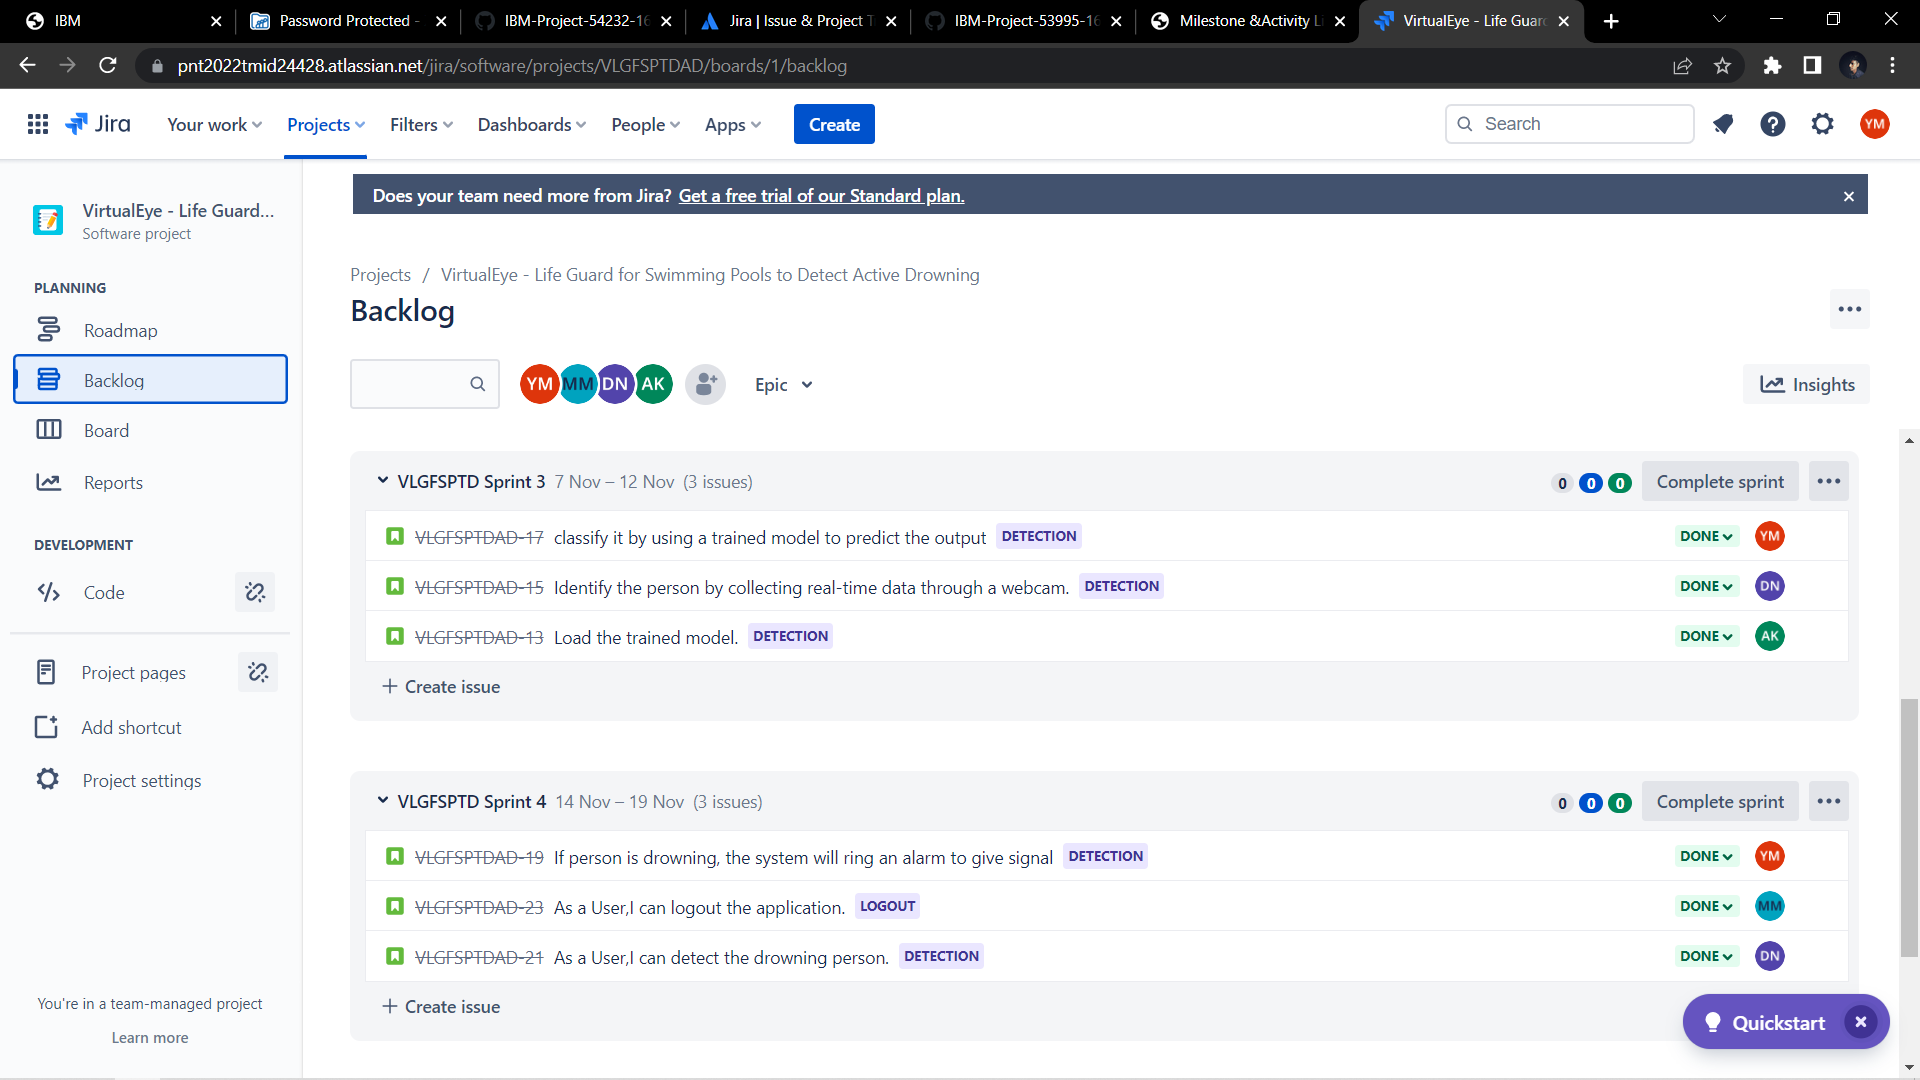 IBM
Password Protected -
IBM-Project-54232-16
Jira | Issue & Project T
IBM-Project-53995-16
Milestone &Activity Li
VirtualEye - Life Guar
pnt2022tmid24428.atlassian.net/jira/software/projects/VLGFSPTDAD/boards/1/backlog
Jira
Your work
Projects
Filters
Dashboards
People
Apps
Create
Search
YM
VirtualEye - Life Guard...
Software project
PLANNING
Roadmap
Backlog
Board
Reports
DEVELOPMENT
Code
Project pages
Add shortcut
Project settings
You're in a team-managed project
Learn more
Does your team need more from Jira? Get a free trial of our Standard plan.
Projects / VirtualEye - Life Guard for Swimming Pools to Detect Active Drowning
Backlog
YM MM DN AK
Epic
Insights
VLGFSPTD Sprint 3 7 Nov – 12 Nov (3 issues) 0 0 0 Complete sprint
VLGFSPTDAD-17 classify it by using a trained model to predict the output DETECTION DONE YM
VLGFSPTDAD-15 Identify the person by collecting real-time data through a webcam. DETECTION DONE DN
VLGFSPTDAD-13 Load the trained model. DETECTION DONE AK
+ Create issue
VLGFSPTD Sprint 4 14 Nov – 19 Nov (3 issues) 0 0 0 Complete sprint
VLGFSPTDAD-19 If person is drowning, the system will ring an alarm to give signal DETECTION DONE YM
VLGFSPTDAD-23 As a User,I can logout the application. LOGOUT DONE MM
VLGFSPTDAD-21 As a User,I can detect the drowning person. DETECTION DONE DN
+ Create issue
Quickstart